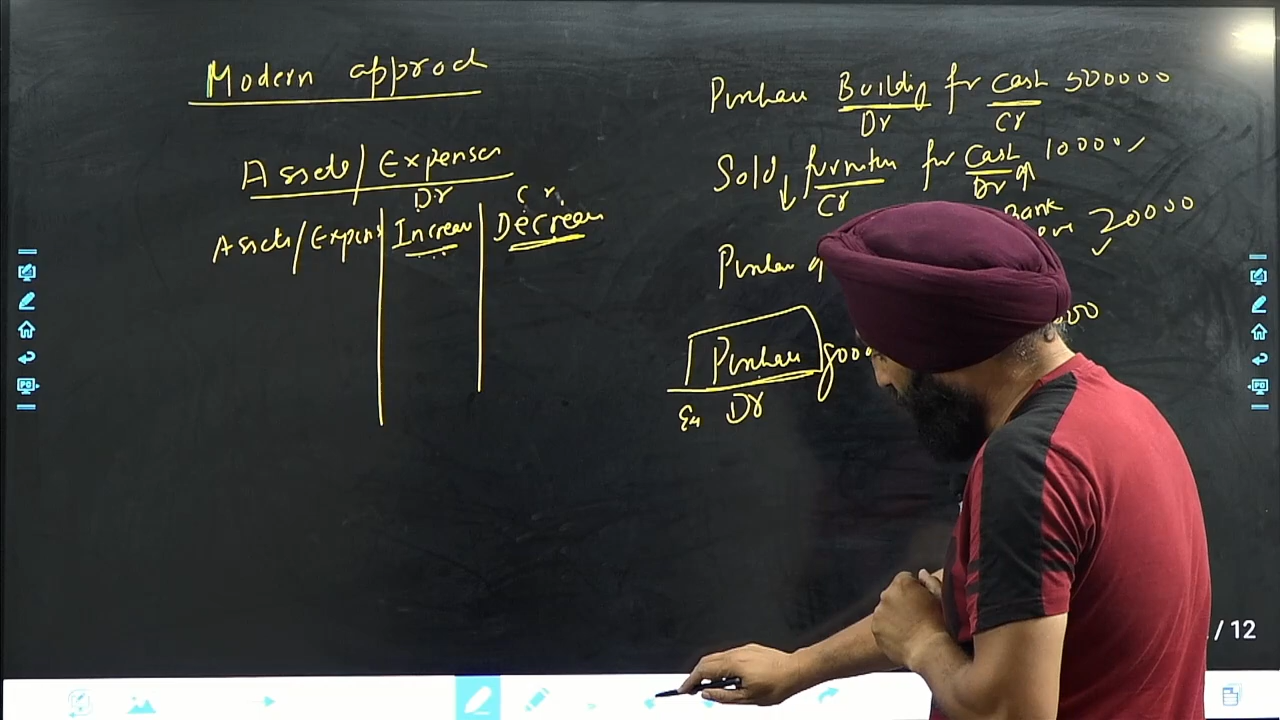 Modern approch
Assets/Expenses
Dr Cr.
Assets/Expens Increase Decrease
Purchase Building for Cash 500000
Dr Cr
Sold furniture for Cash 10000
Cr Dr
Bank
Purchase 20000
Purchase
Dr
/ 12